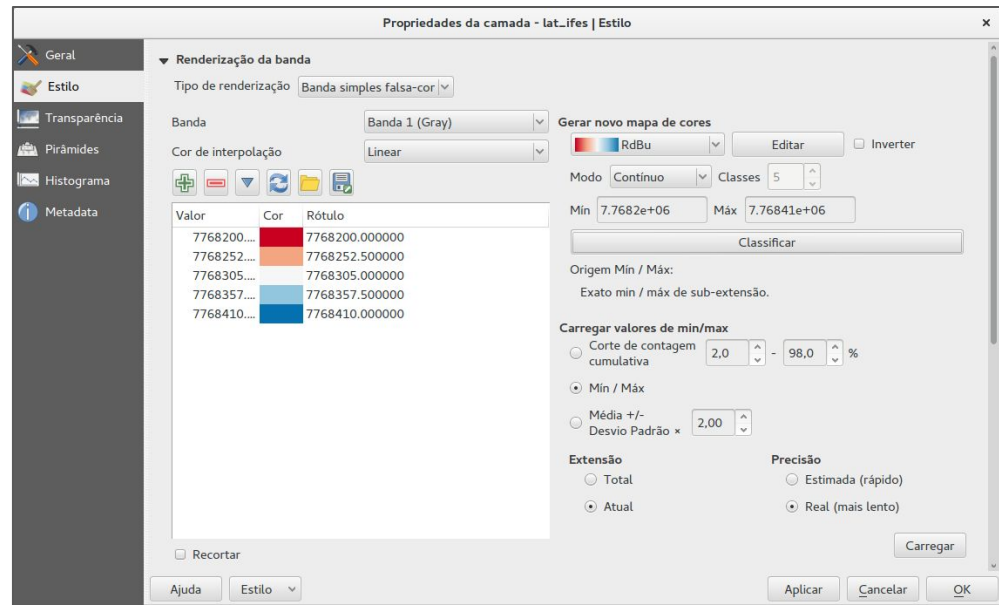 Propriedades da camada - lat_ifes | Estilo
Geral
Estilo
Transparência
Pirâmides
Histograma
Metadata
Renderização da banda
Tipo de renderização Banda simples falsa-cor
Banda Banda 1 (Gray)
Cor de interpolação Linear
Valor Cor Rótulo
7768200.... 7768200.000000
7768252.... 7768252.500000
7768305.... 7768305.000000
7768357.... 7768357.500000
7768410.... 7768410.000000
Recortar
Gerar novo mapa de cores
RdBu Editar Inverter
Modo Contínuo Classes 5
Mín 7.7682e+06 Máx 7.76841e+06
Classificar
Origem Mín / Máx:
Exato min / máx de sub-extensão.
Carregar valores de min/max
Corte de contagem
cumulativa 2,0 - 98,0 %
Mín / Máx
Média +/-
Desvio Padrão × 2,00
Extensão Precisão
Total Estimada (rápido)
Atual Real (mais lento)
Carregar
Ajuda Estilo Aplicar Cancelar OK